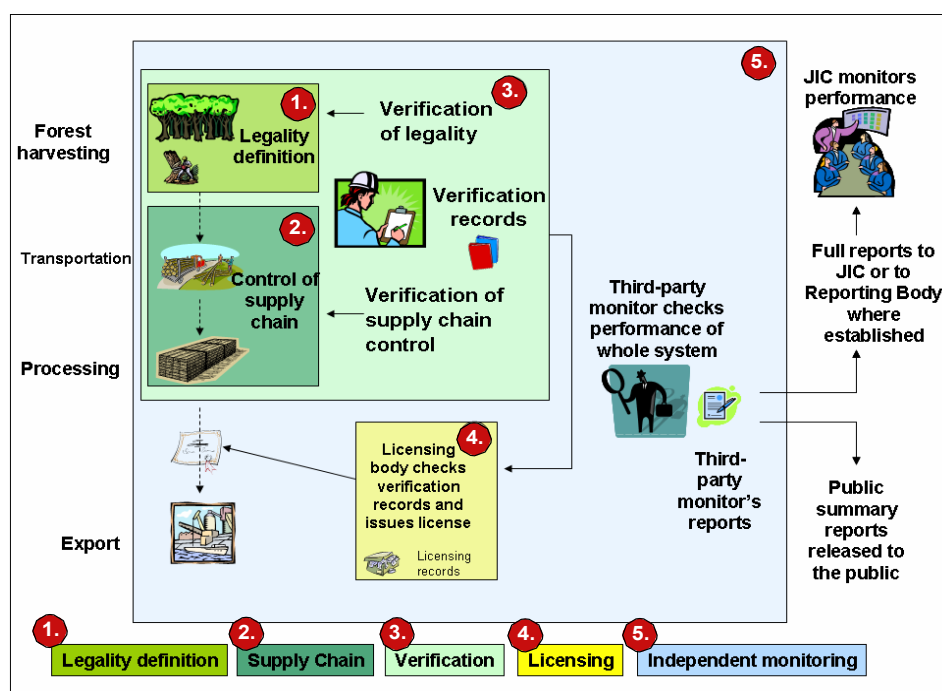 Forest
harvesting
Transportation
Processing
Export
1.
Legality
definition
2.
Control of
supply
chain
3.
Verification
of legality
Verification
records
Verification of
supply chain
control
4.
Licensing
body checks
verification
records and
issues license
Licensing
records
5.
Third-party
monitor checks
performance of
whole system
Third-
party
monitor's
reports
JIC monitors
performance
Full reports to
JIC or to
Reporting Body
where
established
Public
summary
reports
released to
the public
1.
Legality definition
2.
Supply Chain
3.
Verification
4.
Licensing
5.
Independent monitoring